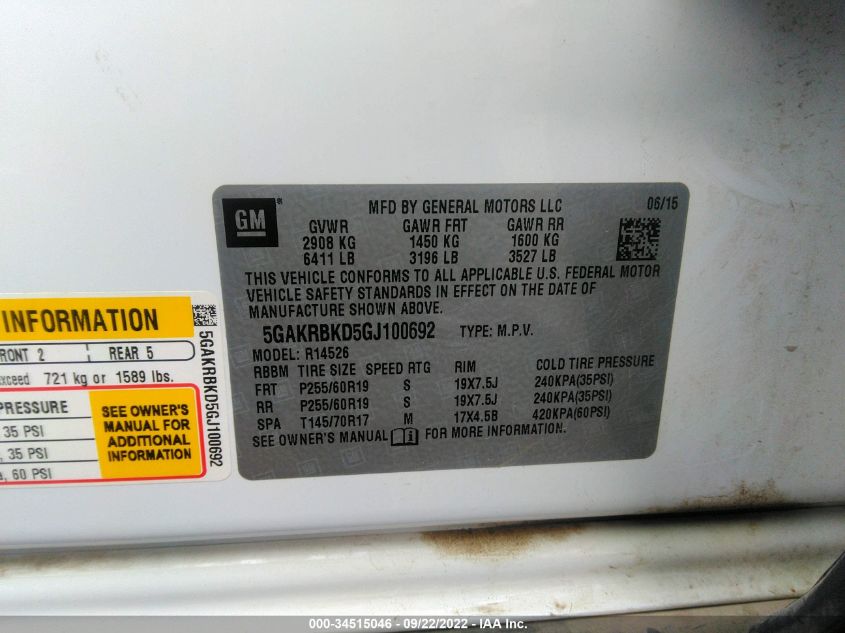 GM
MFD BY GENERAL MOTORS LLC 06/15
GVWR GAWR FRT GAWR RR
2908 KG 1450 KG 1600 KG
6411 LB 3196 LB 3527 LB
THIS VEHICLE CONFORMS TO ALL APPLICABLE U.S. FEDERAL MOTOR
VEHICLE SAFETY STANDARDS IN EFFECT ON THE DATE OF
MANUFACTURE SHOWN ABOVE.
5GAKRBKD5GJ100692 TYPE: M.P.V.
MODEL: R14526
RBBM TIRE SIZE SPEED RTG RIM COLD TIRE PRESSURE
FRT P255/60R19 S 19X7.5J 240KPA(35PSI)
RR P255/60R19 S 19X7.5J 240KPA(35PSI)
SPA T145/70R17 M 17X4.5B 420KPA(60PSI)
SEE OWNER'S MANUAL i FOR MORE INFORMATION.
INFORMATION
FRONT 2 REAR 5
exceed 721 kg or 1589 lbs.
PRESSURE
35 PSI
, 35 PSI
, 60 PSI
SEE OWNER'S
MANUAL FOR
ADDITIONAL
INFORMATION
5GAKRBKD5GJ100692
000-34515046 - 09/22/2022 - IAA Inc.